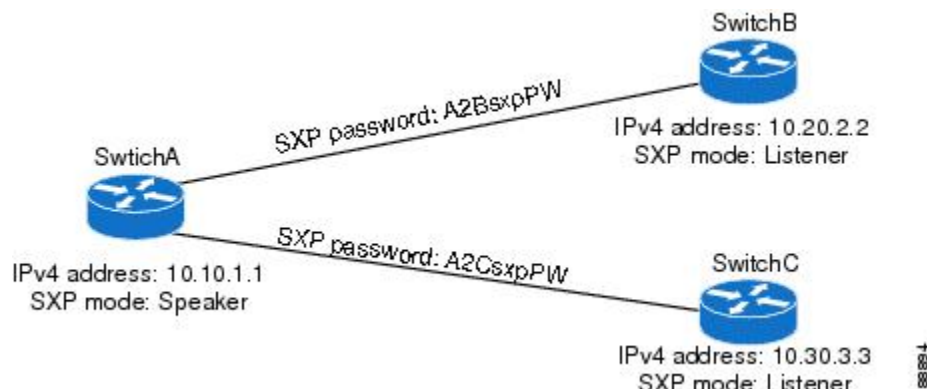 SwitchB
SXP password: A2BsxpPW
IPv4 address: 10.20.2.2
SXP mode: Listener
SwtichA
IPv4 address: 10.10.1.1
SXP mode: Speaker
SXP password: A2CsxpPW
SwitchC
IPv4 address: 10.30.3.3
SXP mode: Listener